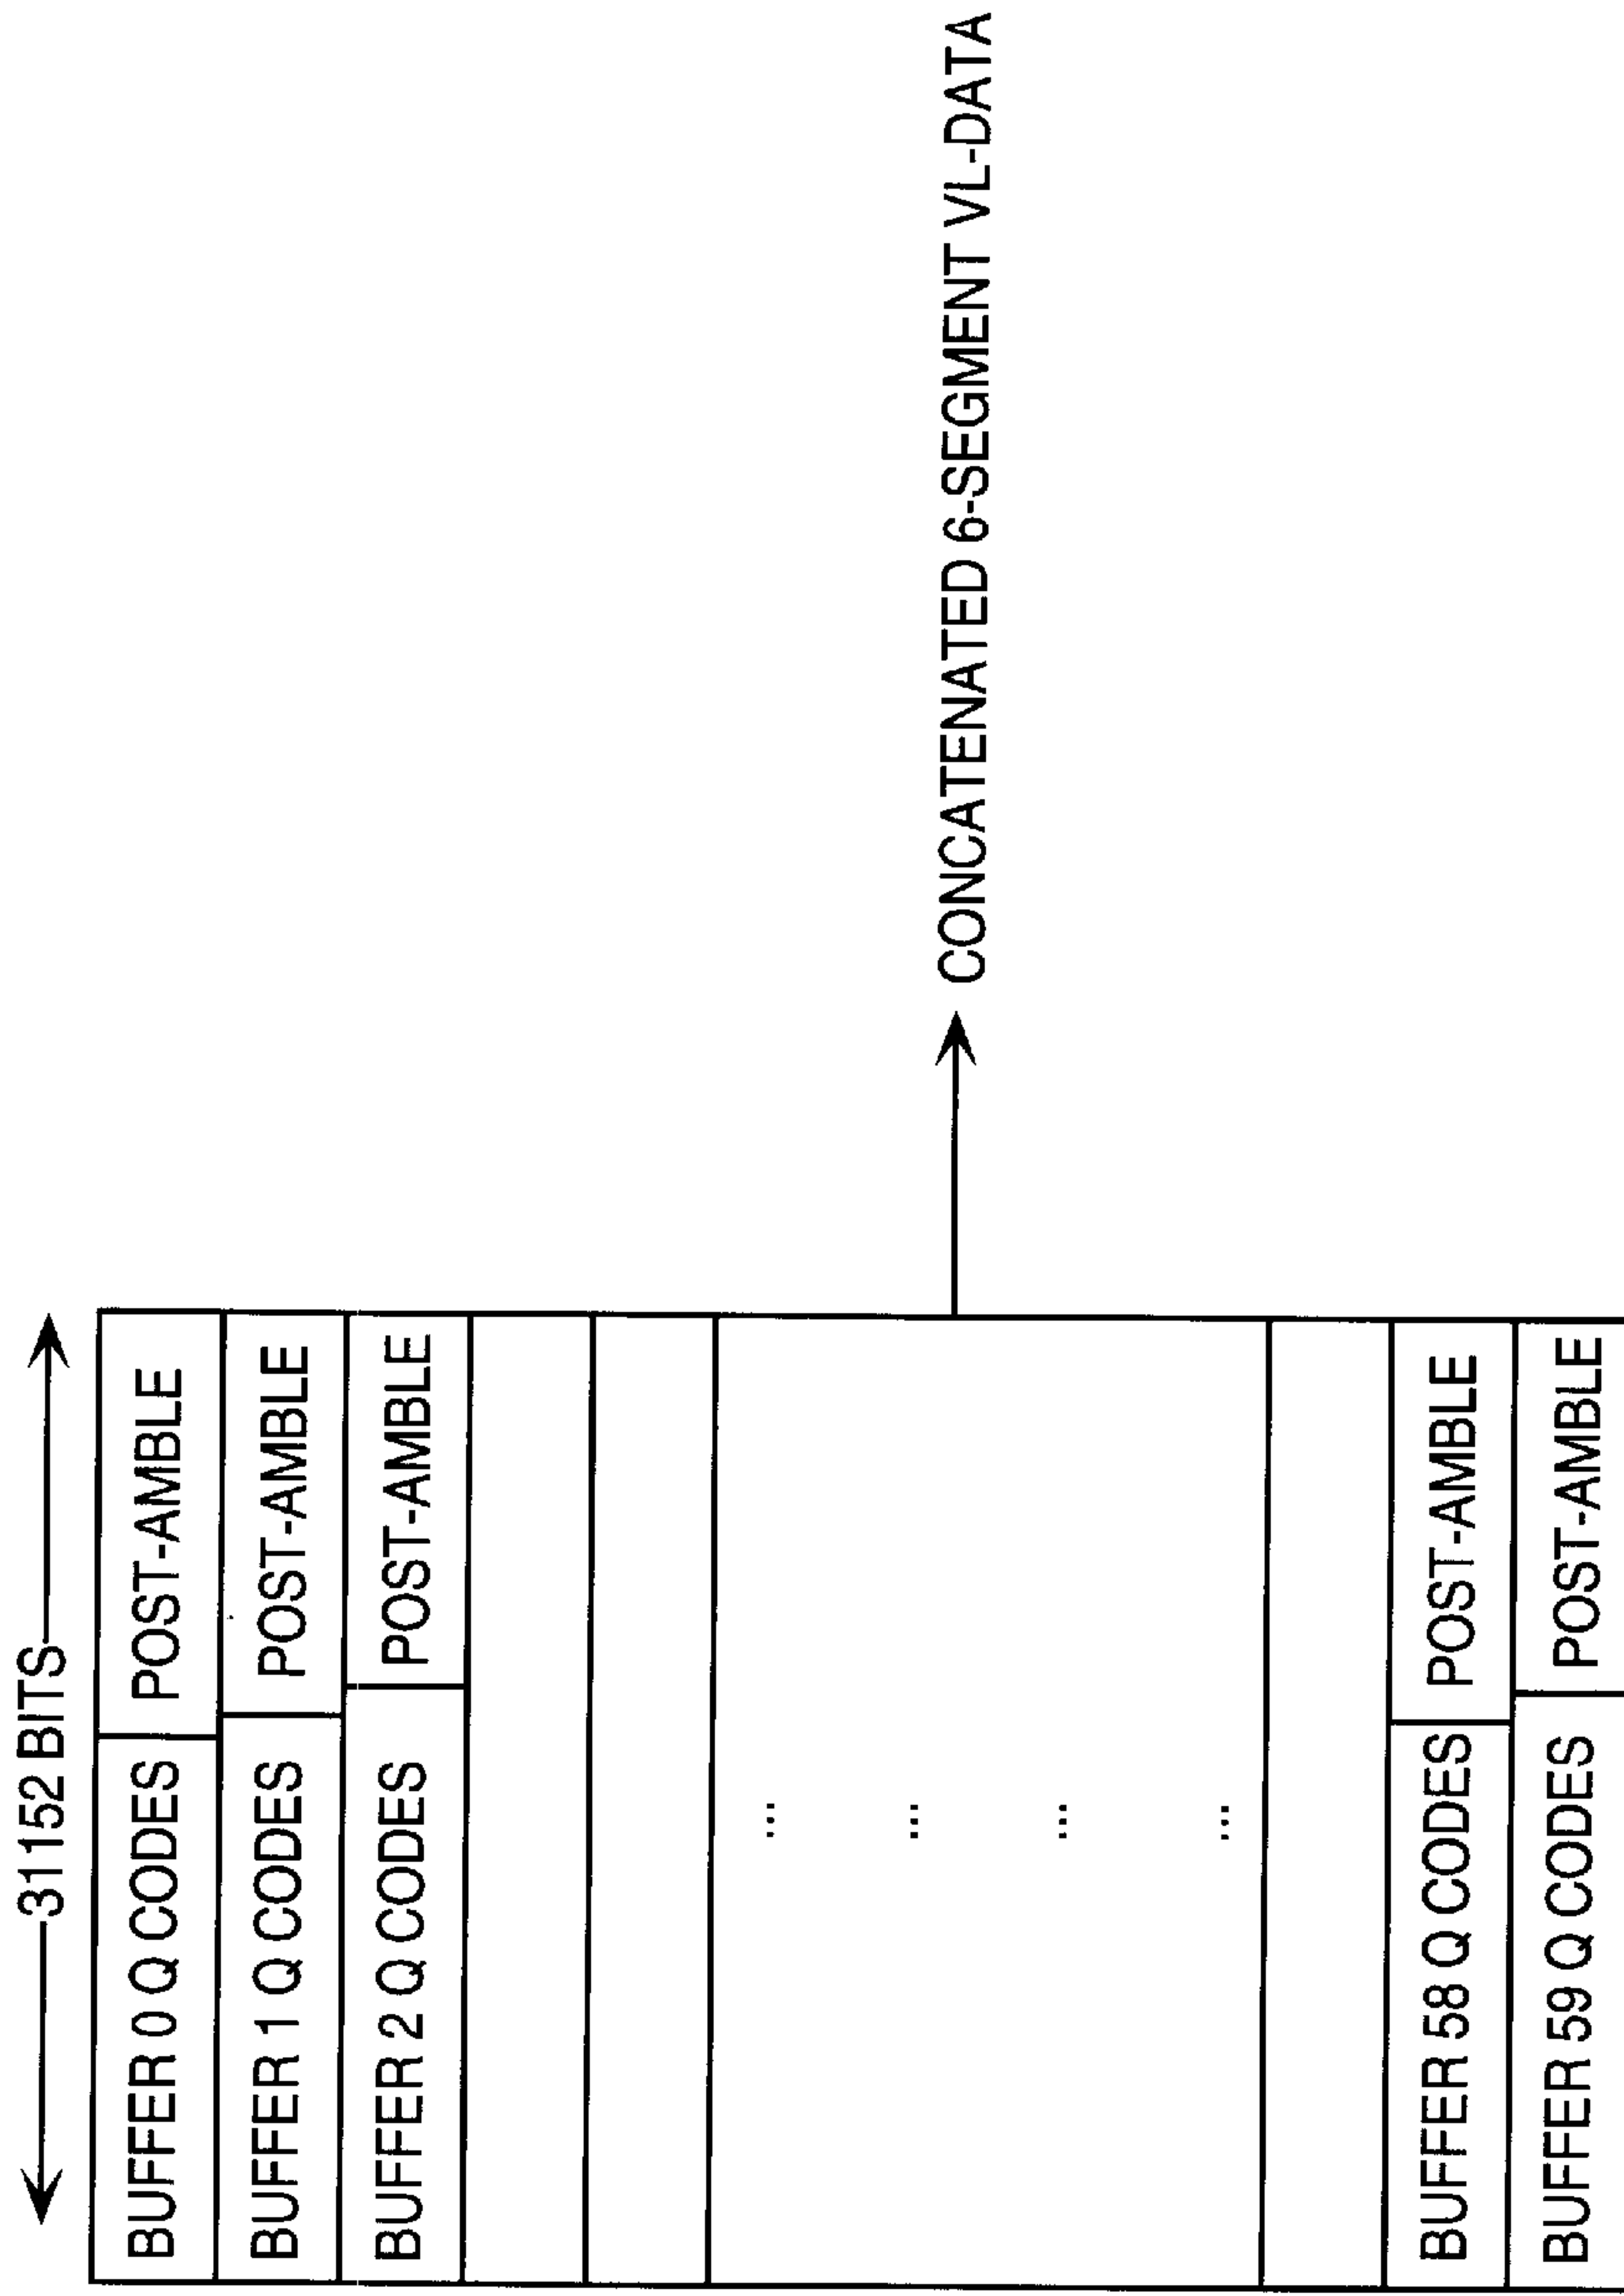 31152 BITS
BUFFER 0 Q CODES POST-AMBLE
BUFFER 1 Q CODES POST-AMBLE
BUFFER 2 Q CODES POST-AMBLE
...
...
...
...
CONCATENATED 6-SEGMENT VL-DATA
BUFFER 58 Q CODES POST-AMBLE
BUFFER 59 Q CODES POST-AMBLE